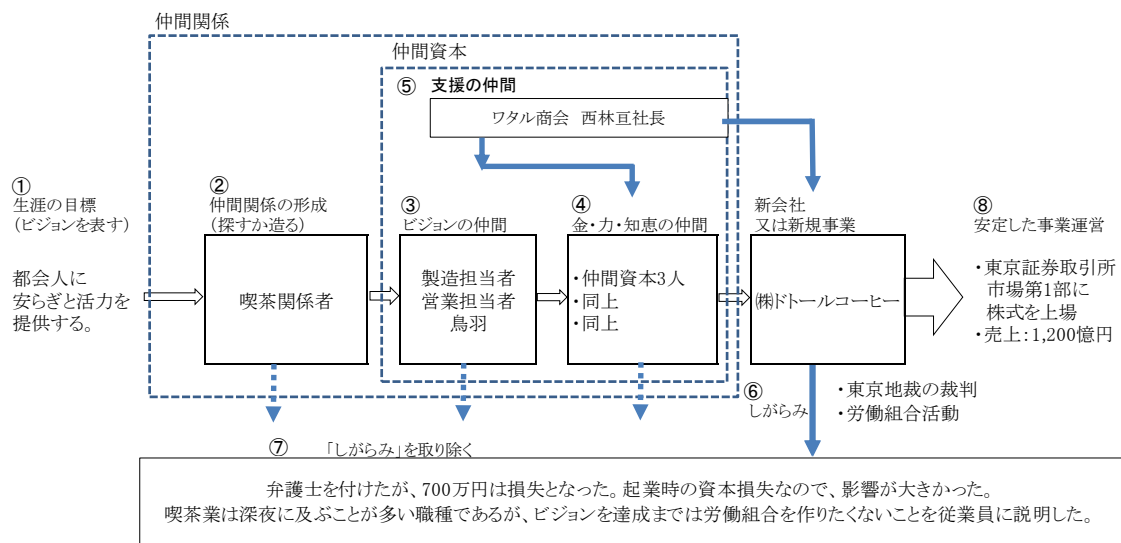 仲間関係
仲間資本
⑤ 支援の仲間
ワタル商会 西林亘社長
①
生涯の目標
(ビジョンを表す)
都会人に
安らぎと活力を
提供する。
②
仲間関係の形成
(探すか造る)
喫茶関係者
③
ビジョンの仲間
製造担当者
営業担当者
鳥羽
④
金・力・知恵の仲間
・仲間資本3人
・同上
・同上
新会社
又は新規事業
㈱ドトールコーヒー
⑧
安定した事業運営
・東京証券取引所
市場第1部に
株式を上場
・売上:1,200憶円
⑥
しがらみ
・東京地裁の裁判
・労働組合活動
⑦ 「しがらみ」を取り除く
弁護士を付けたが、700万円は損失となった。起業時の資本損失なので、影響が大きかった。
喫茶業は深夜に及ぶことが多い職種であるが、ビジョンを達成までは労働組合を作りたくないことを従業員に説明した。